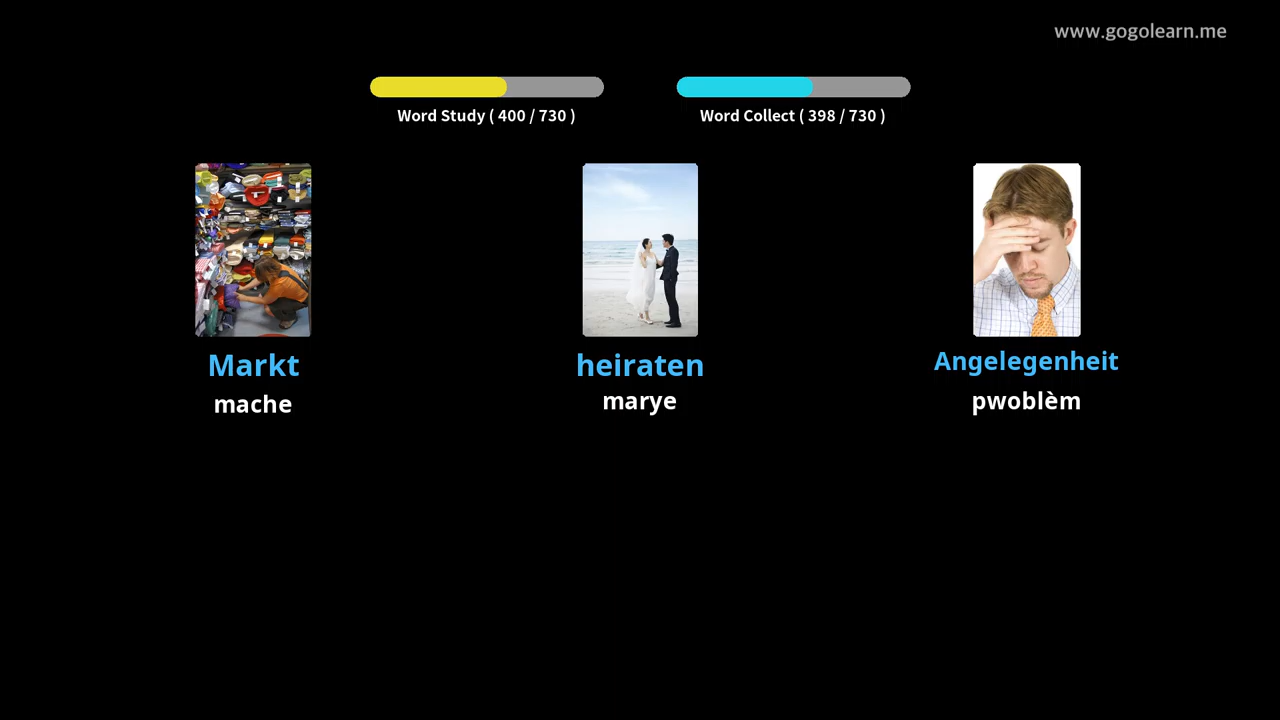 www.gogolearn.me
Word Study ( 400 / 730 )
Word Collect ( 398 / 730 )
Markt
mache
heiraten
marye
Angelegenheit
pwoblèm